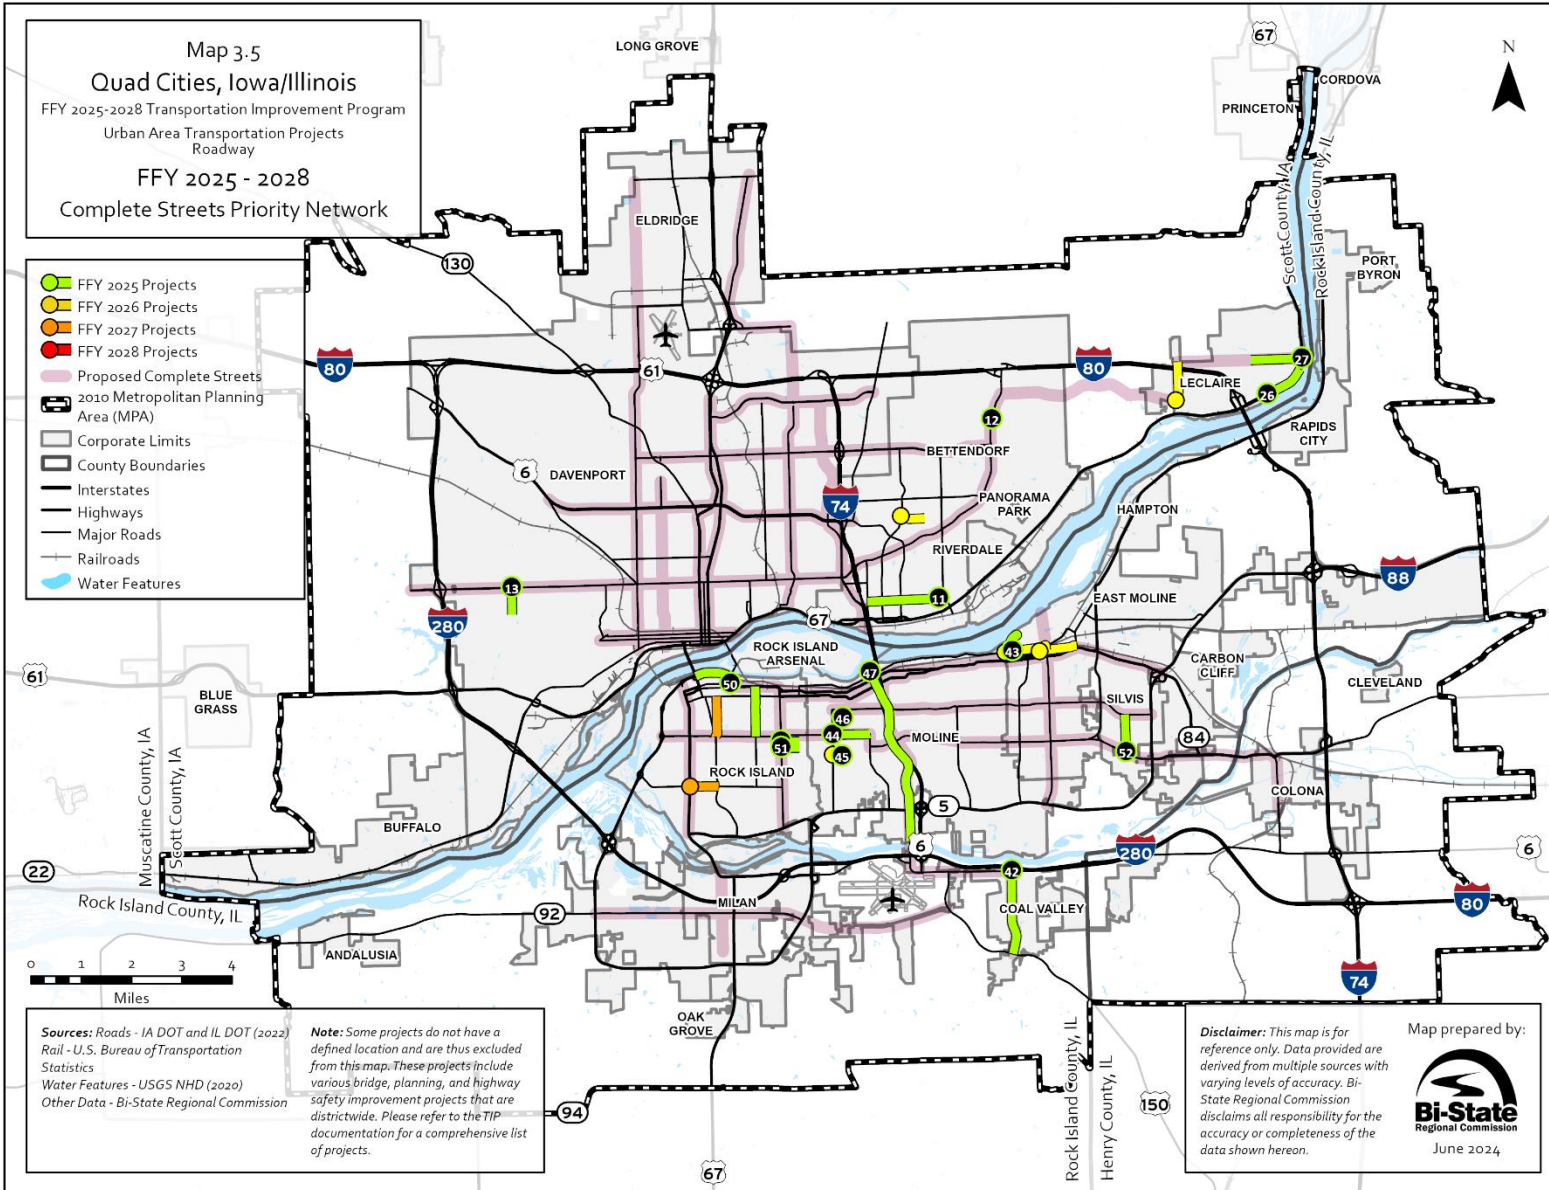 Map 3.5
Quad Cities, Iowa/Illinois
FFY 2025-2028 Transportation Improvement Program
Urban Area Transportation Projects
Roadway
FFY 2025 - 2028
Complete Streets Priority Network
FFY 2025 Projects
FFY 2026 Projects
FFY 2027 Projects
FFY 2028 Projects
Proposed Complete Streets
2010 Metropolitan Planning
Area (MPA)
Corporate Limits
County Boundaries
Interstates
Highways
Major Roads
Railroads
Water Features
N
LONG GROVE
67
CORDOVA
PRINCETON
Scott County, IA
Rock Island County, IL
ELDRIDGE
130
PORT
BYRON
80
61
80
27
LECLAIRE
26
12
RAPIDS
CITY
BETTENDORF
6
DAVENPORT
74
PANORAMA
PARK
HAMPTON
RIVERDALE
88
13
11
EAST MOLINE
280
67
ROCK ISLAND
ARSENAL
43
CARBON
CLIFF
61
47
CLEVELAND
BLUE
GRASS
50
SILVIS
46
44
MOLINE
84
51
45
52
ROCK ISLAND
Muscatine County, IA
Scott County, IA
5
COLONA
BUFFALO
6
280
6
22
42
80
Rock Island County, IL
MILAN
92
COAL VALLEY
ANDALUSIA
74
0 1 2 3 4
Miles
OAK
GROVE
Rock Island County, IL
Henry County, IL
94
150
67
Sources: Roads - IA DOT and IL DOT (2022)
Rail - U.S. Bureau of Transportation
Statistics
Water Features - USGS NHD (2020)
Other Data - Bi-State Regional Commission
Note: Some projects do not have a
defined location and are thus excluded
from this map. These projects include
various bridge, planning, and highway
safety improvement projects that are
districtwide. Please refer to the TIP
documentation for a comprehensive list
of projects.
Disclaimer: This map is for
reference only. Data provided are
derived from multiple sources with
varying levels of accuracy. Bi-
State Regional Commission
disclaims all responsibility for the
accuracy or completeness of the
data shown hereon.
Map prepared by:
Bi-State
Regional Commission
June 2024